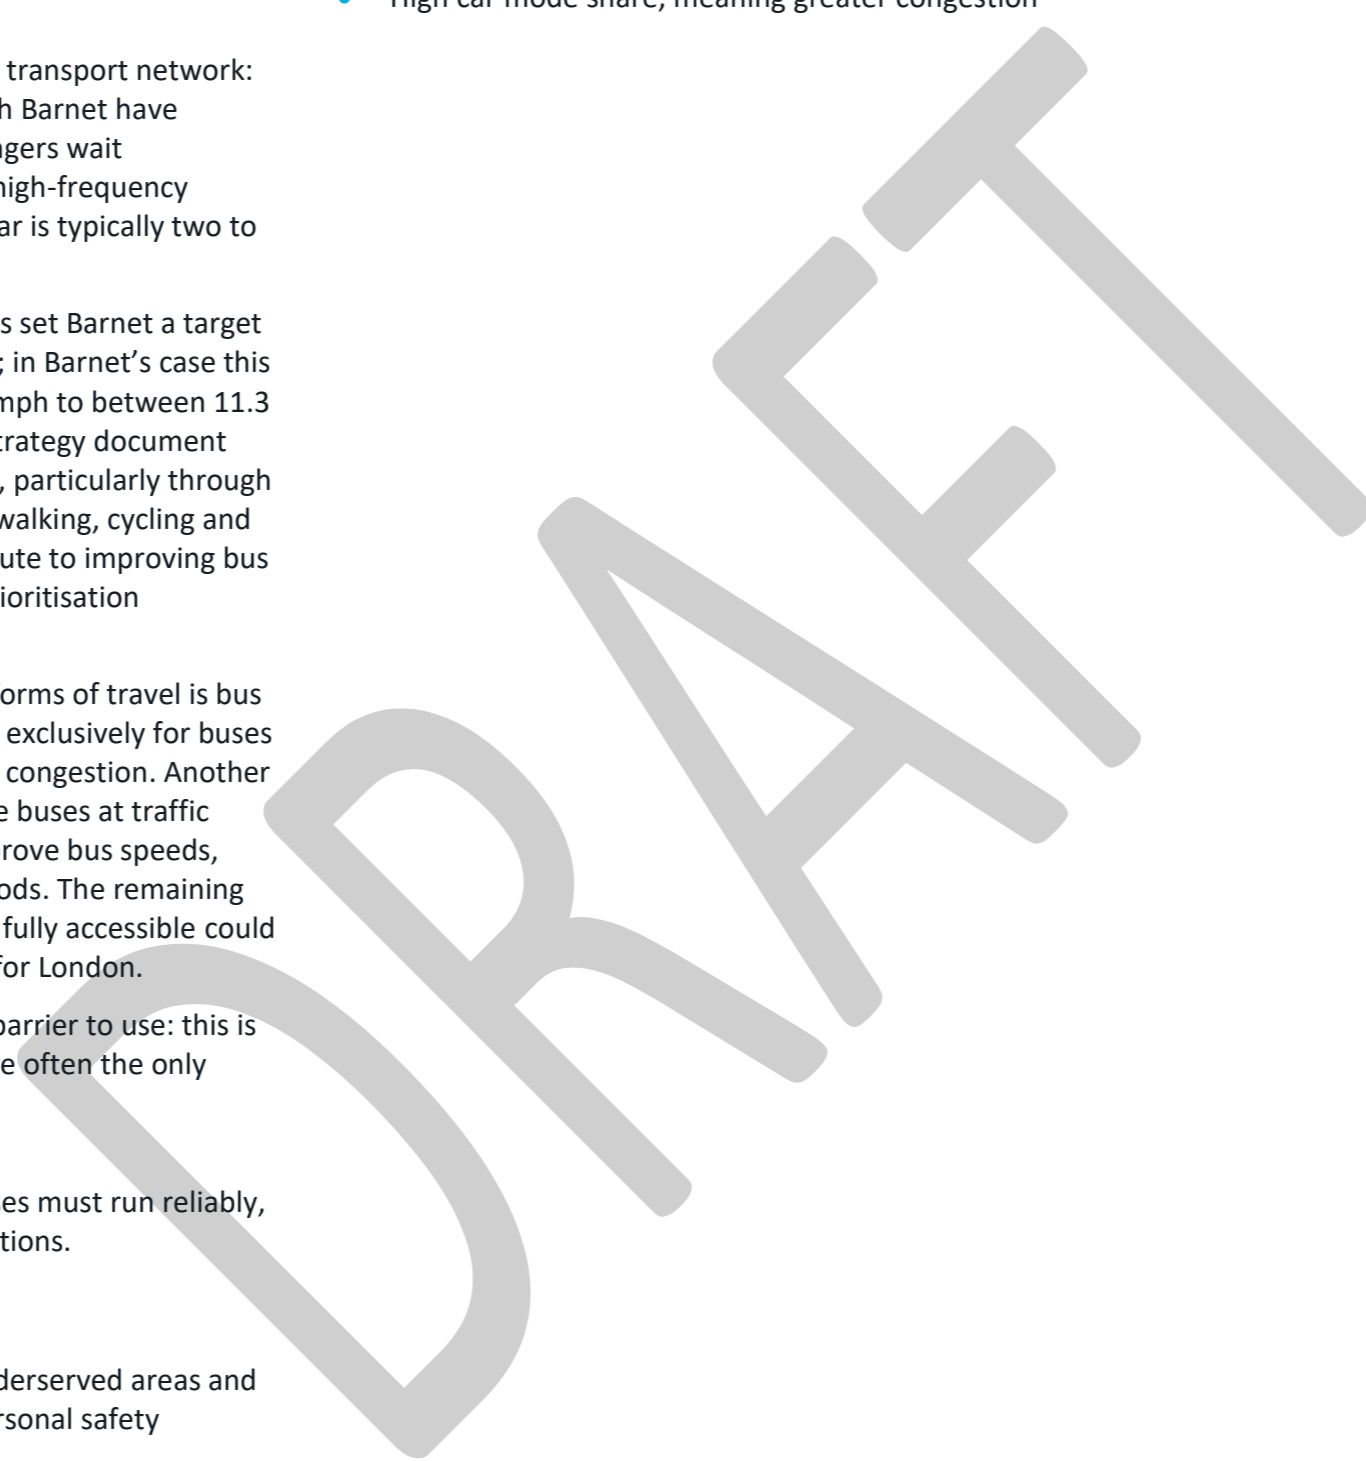 High car mode share, meaning greater congestion
transport network:
h Barnet have
gers wait
high-frequency
ar is typically two to
s set Barnet a target
; in Barnet’s case this
mph to between 11.3
trategy document
, particularly through
walking, cycling and
ute to improving bus
ioritisation
orms of travel is bus
exclusively for buses
congestion. Another
e buses at traffic
rove bus speeds,
ods. The remaining
fully accessible could
for London.
barrier to use: this is
e often the only
ses must run reliably,
tions.
derserved areas and
rsonal safety
DRAFT